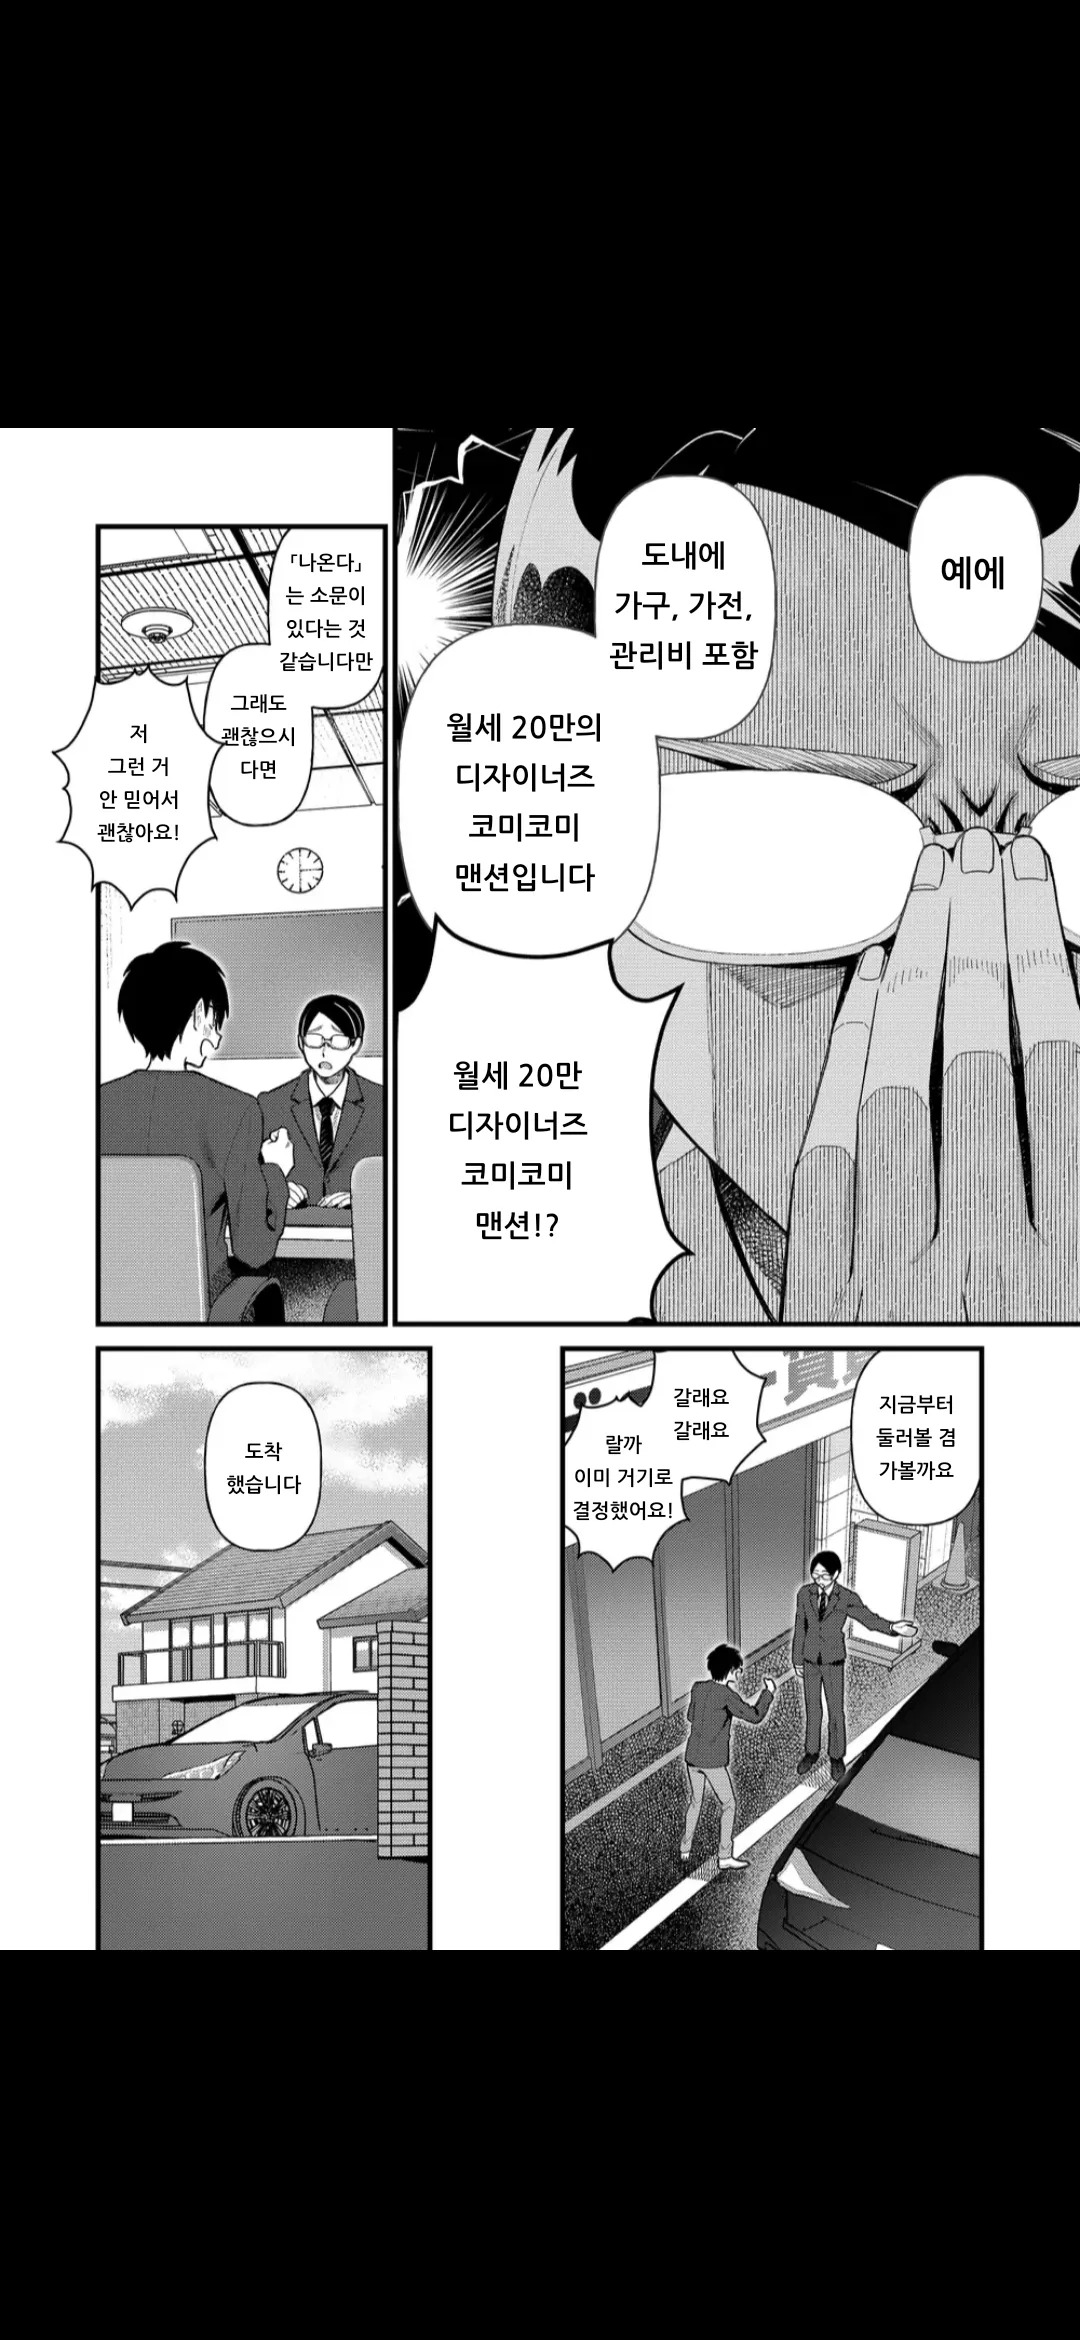 예에
도내에
가구, 가전,
관리비 포함
월세 20만의
디자이너즈
코미코미
맨션입니다
월세 20만
디자이너즈
코미코미
맨션!?
「나온다」
는 소문이
있다는 것
같습니다만
그래도
괜찮으시
다면
저
그런 거
안 믿어서
괜찮아요!
지금부터
둘러볼 겸
가볼까요
갈래요
갈래요
랄까
이미 거기로
결정했어요!
도착
했습니다